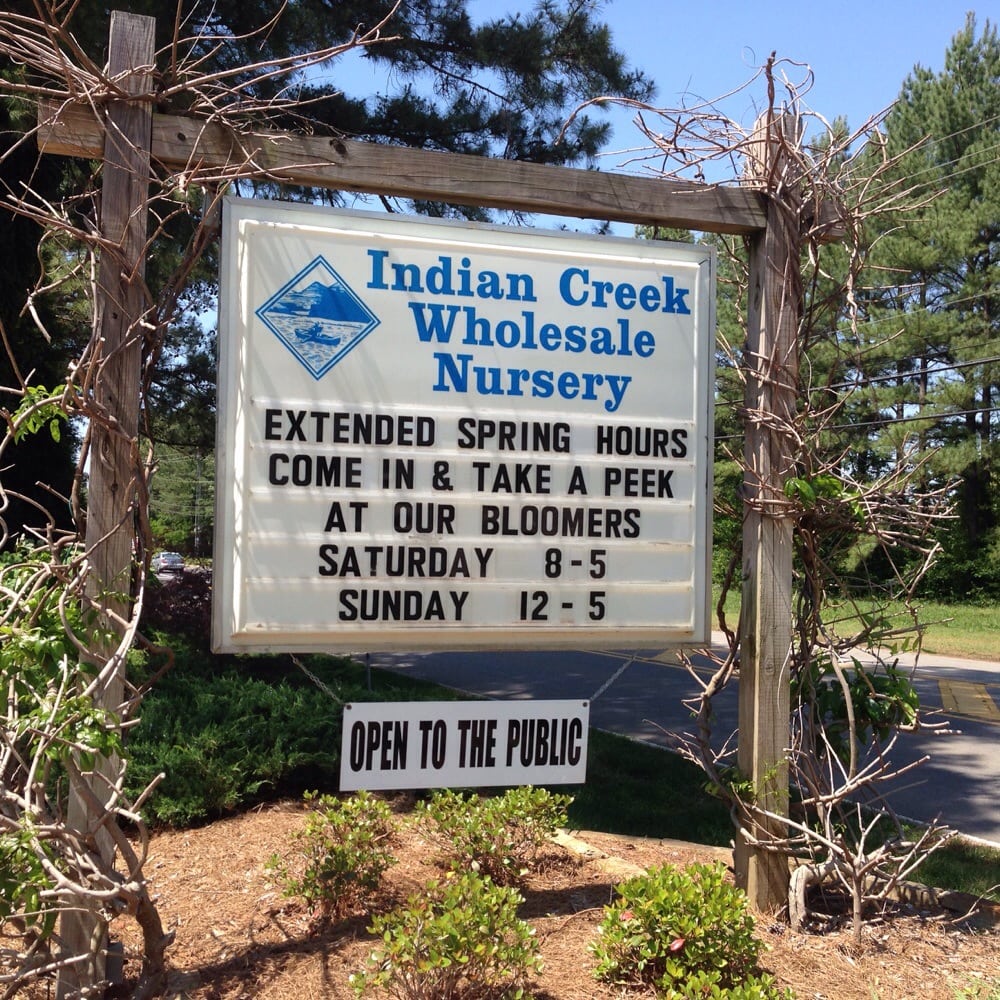 Indian Creek
Wholesale
Nursery
EXTENDED SPRING HOURS
COME IN & TAKE A PEEK
AT OUR BLOOMERS
SATURDAY 8-5
SUNDAY 12-5
OPEN TO THE PUBLIC